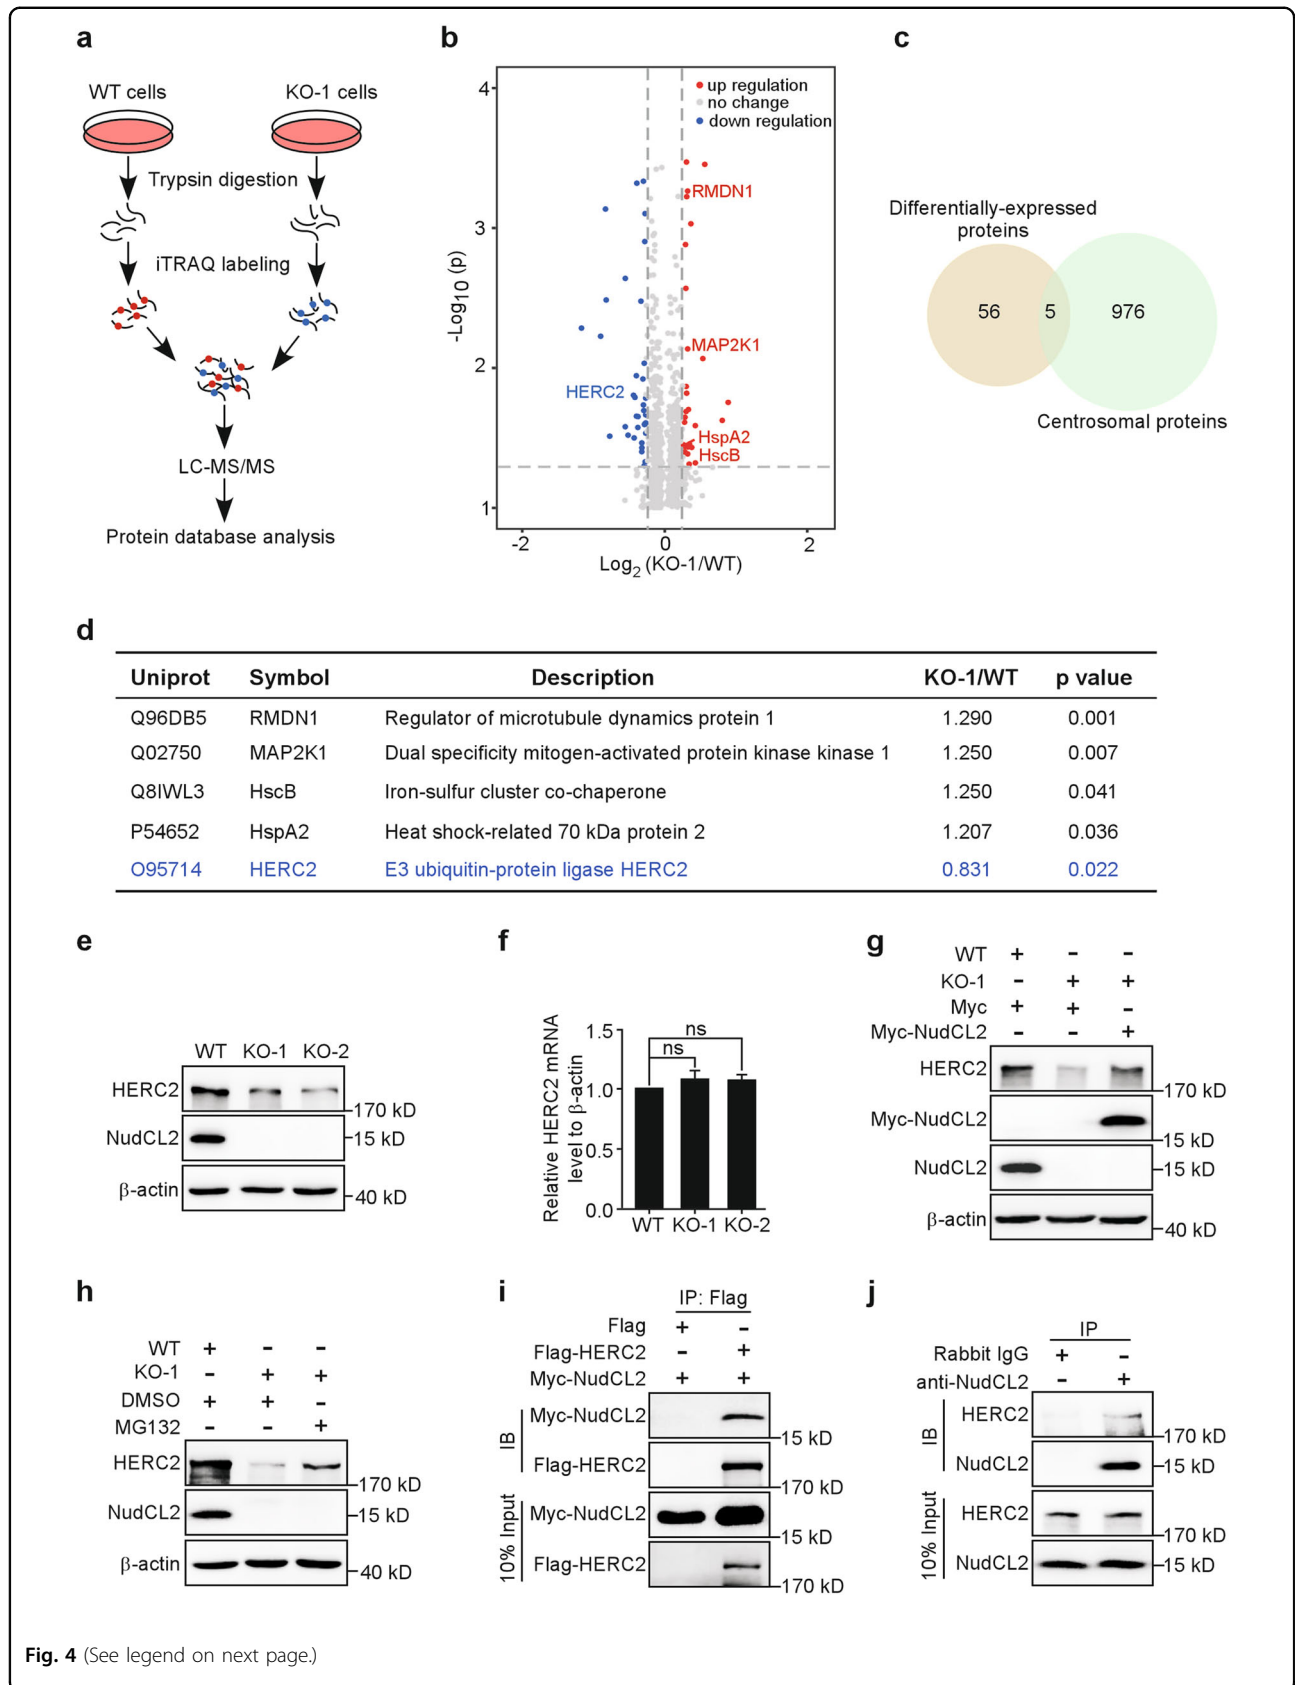 a
WT cells
KO-1 cells
Trypsin digestion
iTRAQ labeling
LC-MS/MS
Protein database analysis
b
-Log10 (p)
4
3
2
1
up regulation
no change
down regulation
RMDN1
MAP2K1
HERC2
HspA2
HscB
-2 0 2
Log2 (KO-1/WT)
c
Differentially-expressed
proteins
56 5 976
Centrosomal proteins
d
Uniprot Symbol Description KO-1/WT p value
Q96DB5 RMDN1 Regulator of microtubule dynamics protein 1 1.290 0.001
Q02750 MAP2K1 Dual specificity mitogen-activated protein kinase kinase 1 1.250 0.007
Q8IWL3 HscB Iron-sulfur cluster co-chaperone 1.250 0.041
P54652 HspA2 Heat shock-related 70 kDa protein 2 1.207 0.036
O95714 HERC2 E3 ubiquitin-protein ligase HERC2 0.831 0.022
e
WT KO-1 KO-2
HERC2
170 kD
NudCL2 15 kD
β-actin 40 kD
f
Relative HERC2 mRNA
level to β-actin
1.5
1.0
0.5
0.0
ns
ns
WT KO-1 KO-2
g
WT + - -
KO-1 - + +
Myc + + -
Myc-NudCL2 - - +
HERC2
170 kD
Myc-NudCL2
15 kD
NudCL2 15 kD
β-actin
40 kD
h
WT + - -
KO-1 - + +
DMSO + + -
MG132 - - +
HERC2
170 kD
NudCL2 15 kD
β-actin 40 kD
i
IP: Flag
Flag + -
Flag-HERC2 - +
Myc-NudCL2 + +
IB
Myc-NudCL2
15 kD
Flag-HERC2
170 kD
10% Input
Myc-NudCL2
15 kD
Flag-HERC2
170 kD
j
IP
Rabbit IgG + -
anti-NudCL2 - +
IB
HERC2
170 kD
NudCL2 15 kD
10% Input
HERC2
170 kD
NudCL2 15 kD
Fig. 4 (See legend on next page.)